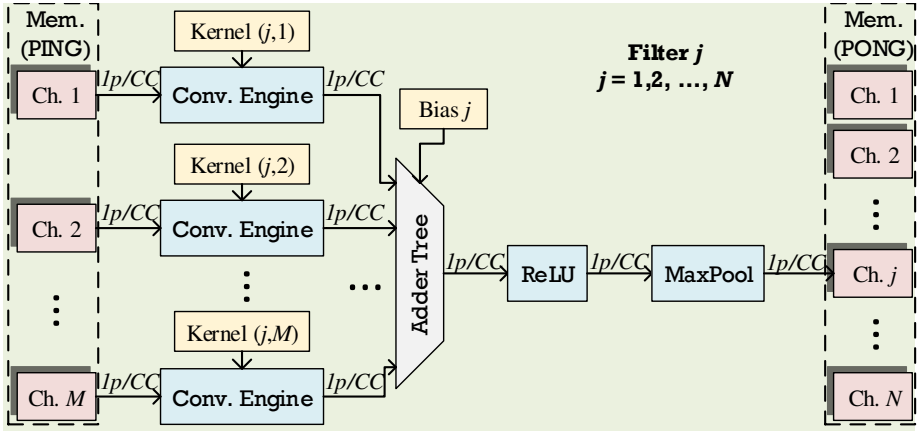 Mem.
(PING)
Kernel (j,1)
Filter j
j = 1,2, ..., N
Mem.
(PONG)
Ch. 1
1p/CC
Conv. Engine
1p/CC
Bias j
Ch. 1
Kernel (j,2)
Ch. 2
Ch. 2
1p/CC
Conv. Engine
1p/CC
...
Adder Tree
1p/CC
ReLU
1p/CC
MaxPool
1p/CC
Ch. j
...
...
...
Kernel (j,M)
...
Ch. M
1p/CC
Conv. Engine
1p/CC
Ch. N